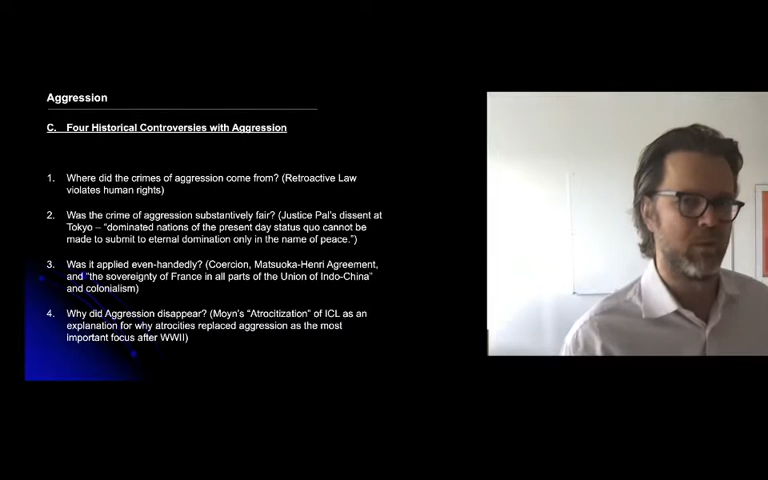 Aggression
C. Four Historical Controversies with Aggression
1. Where did the crimes of aggression come from? (Retroactive Law
violates human rights)
2. Was the crime of aggression substantively fair? (Justice Pal's dissent at
Tokyo – "dominated nations of the present day status quo cannot be
made to submit to eternal domination only in the name of peace.")
3. Was it applied even-handedly? (Coercion, Matsuoka-Henri Agreement,
and "the sovereignty of France in all parts of the Union of Indo-China"
and colonialism)
4. Why did Aggression disappear? (Moyn's "Atrocitization" of ICL as an
explanation for why atrocities replaced aggression as the most
important focus after WWII)